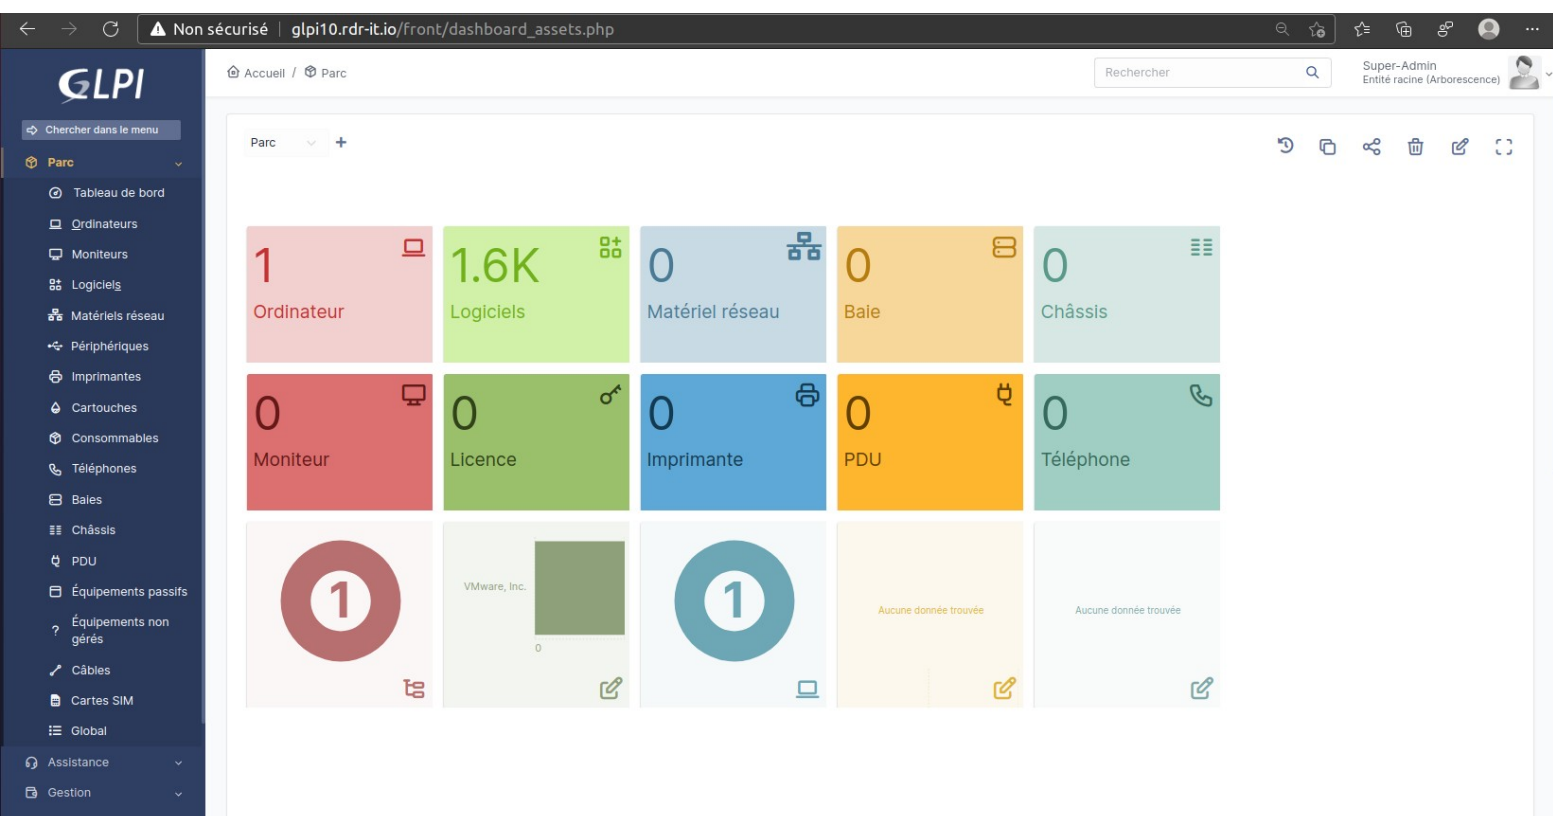 Non sécurisé | glpi10.rdr-it.io/front/dashboard_assets.php
GLPI
Accueil / Parc
Rechercher
Super-Admin
Entité racine (Arborescence)
Chercher dans le menu
Parc
Tableau de bord
Ordinateurs
Moniteurs
Logiciels
Matériels réseau
Périphériques
Imprimantes
Cartouches
Consommables
Téléphones
Baies
Châssis
PDU
Équipements passifs
Équipements non
gérés
Câbles
Cartes SIM
Global
Assistance
Gestion
Parc
1
Ordinateur
1.6K
Logiciels
0
Matériel réseau
0
Baie
0
Châssis
0
Moniteur
0
Licence
0
Imprimante
0
PDU
0
Téléphone
1
VMware, Inc.
0
1
Aucune donnée trouvée
Aucune donnée trouvée